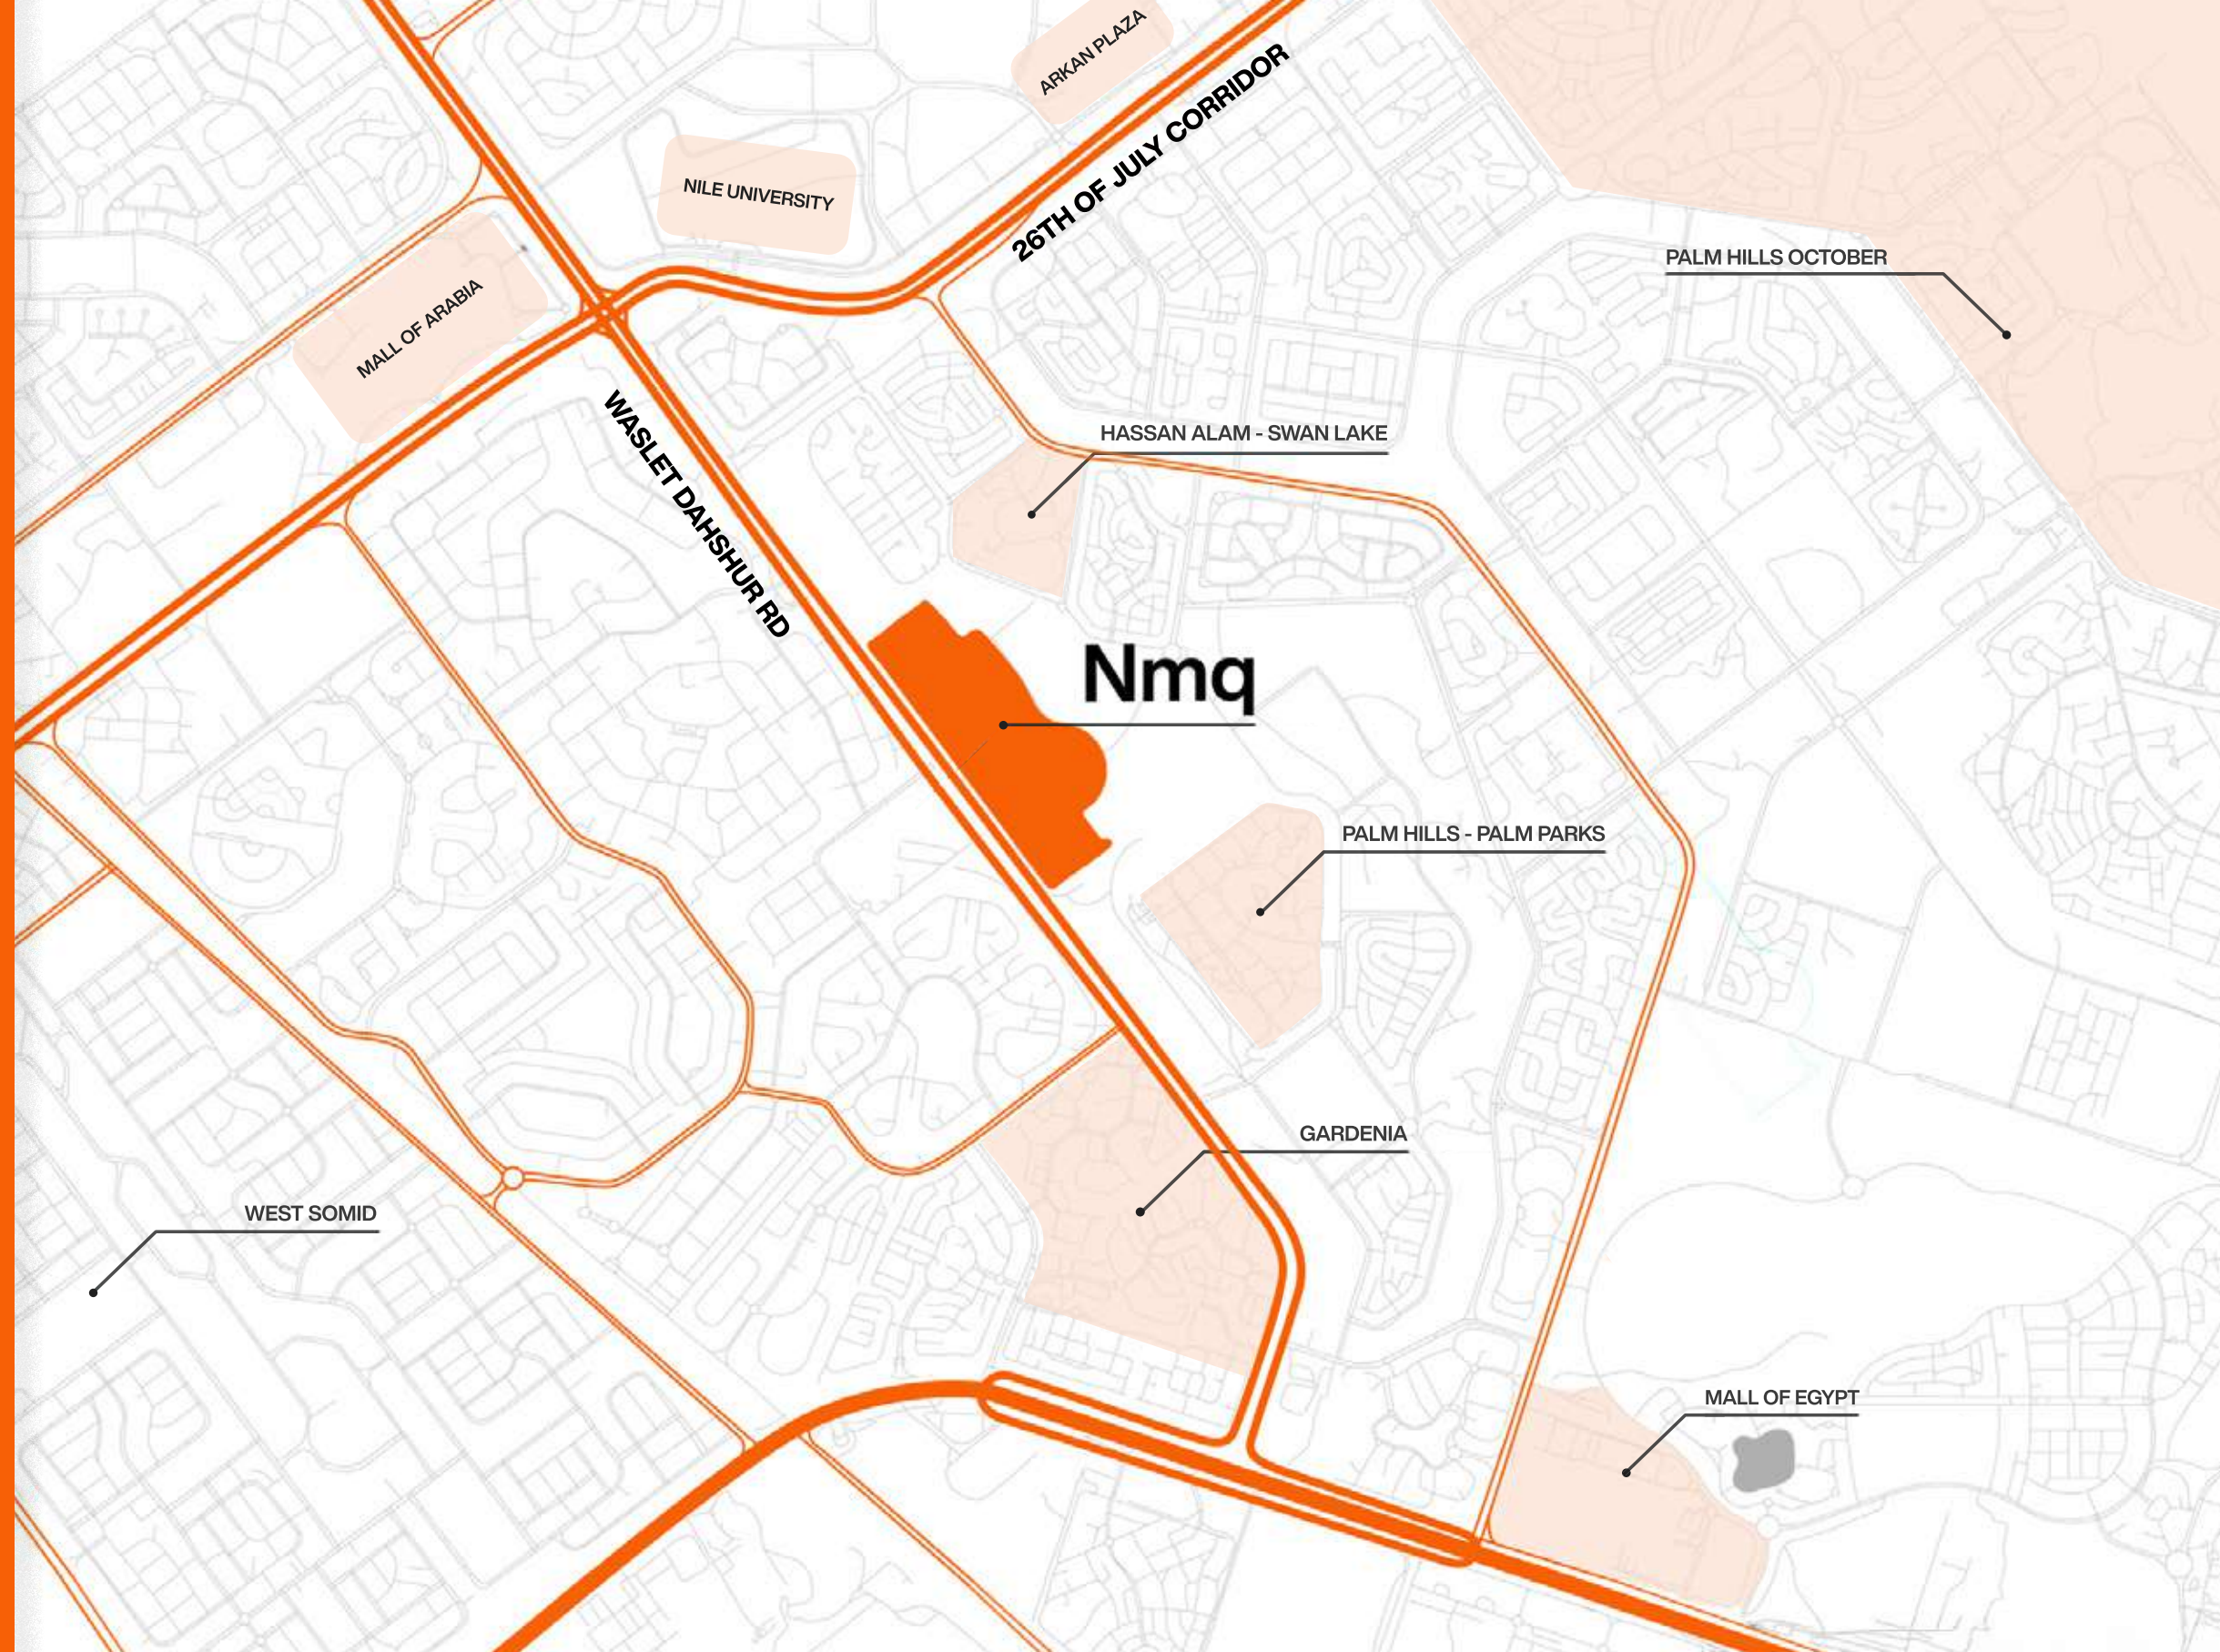 ARKAN PLAZA
26TH OF JULY CORRIDOR
NILE UNIVERSITY
PALM HILLS OCTOBER
MALL OF ARABIA
HASSAN ALAM - SWAN LAKE
WASLET DAHSHUR RD
Nmq
PALM HILLS - PALM PARKS
GARDENIA
WEST SOMID
MALL OF EGYPT